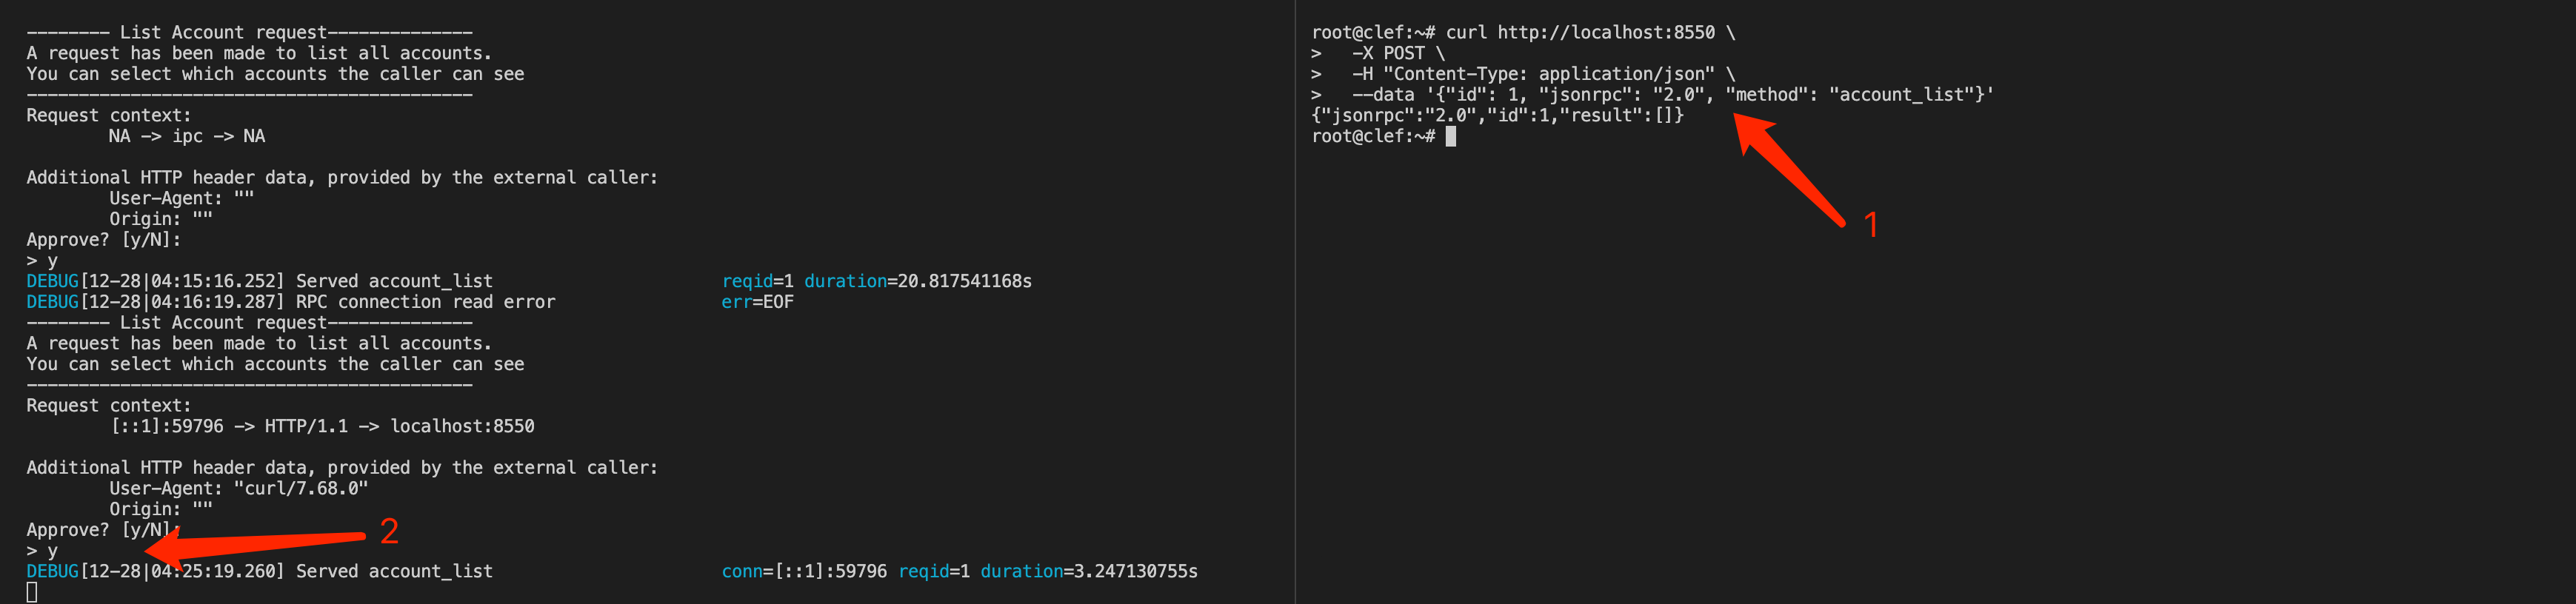 -------- List Account request--------------
A request has been made to list all accounts.
You can select which accounts the caller can see
-------------------------------------------
Request context:
        NA -> ipc -> NA
Additional HTTP header data, provided by the external caller:
        User-Agent: ""
        Origin: ""
Approve? [y/N]:
> y
DEBUG[12-28|04:15:16.252] Served account_list                      reqid=1 duration=20.817541168s
DEBUG[12-28|04:16:19.287] RPC connection read error                err=EOF
-------- List Account request--------------
A request has been made to list all accounts.
You can select which accounts the caller can see
-------------------------------------------
Request context:
        [::1]:59796 -> HTTP/1.1 -> localhost:8550
Additional HTTP header data, provided by the external caller:
        User-Agent: "curl/7.68.0"
        Origin: ""
Approve? [y/N]:
> y
2
DEBUG[12-28|04:25:19.260] Served account_list                      conn=[::1]:59796 reqid=1 duration=3.247130755s
root@clef:~# curl http://localhost:8550 \
>   -X POST \
>   -H "Content-Type: application/json" \
>   --data '{"id": 1, "jsonrpc": "2.0", "method": "account_list"}'
{"jsonrpc":"2.0","id":1,"result":[]}
root@clef:~#
1